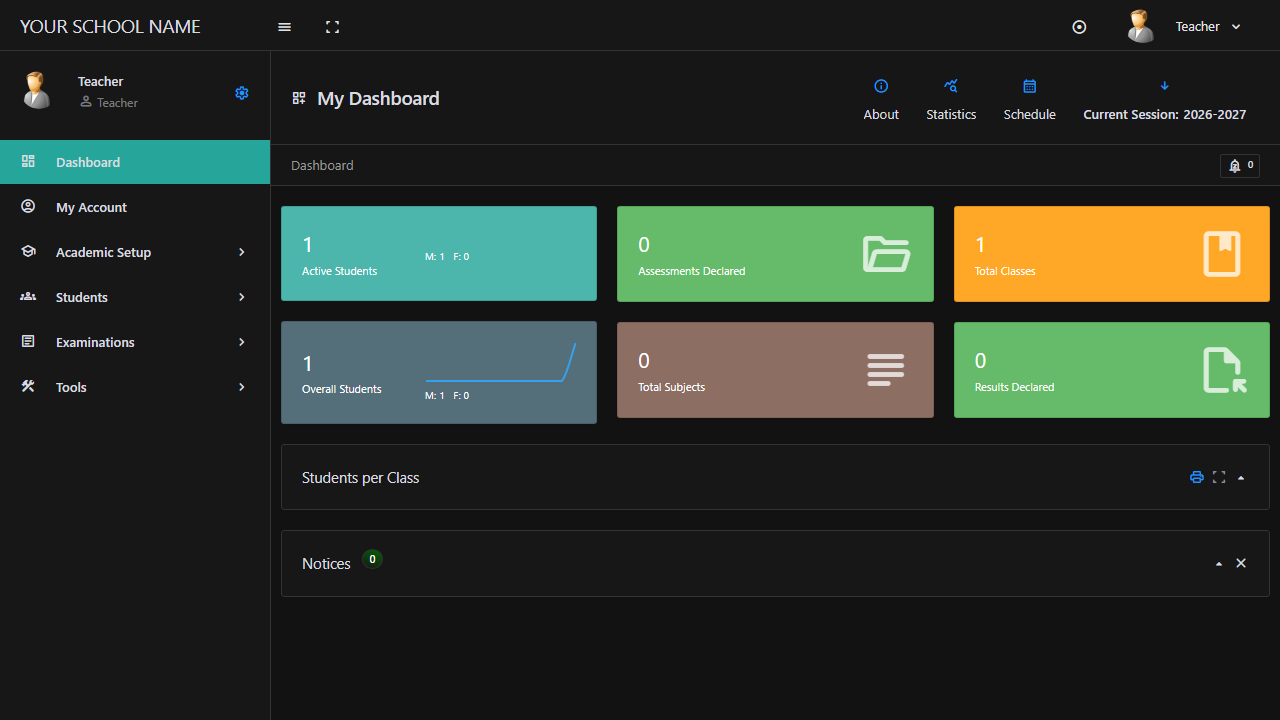 YOUR SCHOOL NAME
Teacher
Teacher
Teacher
My Dashboard
About
Statistics
Schedule
Current Session: 2026-2027
Dashboard
My Account
Academic Setup
Students
Examinations
Tools
Dashboard
0
1
Active Students
M: 1 F: 0
0
Assessments Declared
1
Total Classes
1
Overall Students
M: 1 F: 0
0
Total Subjects
0
Results Declared
Students per Class
Notices 0